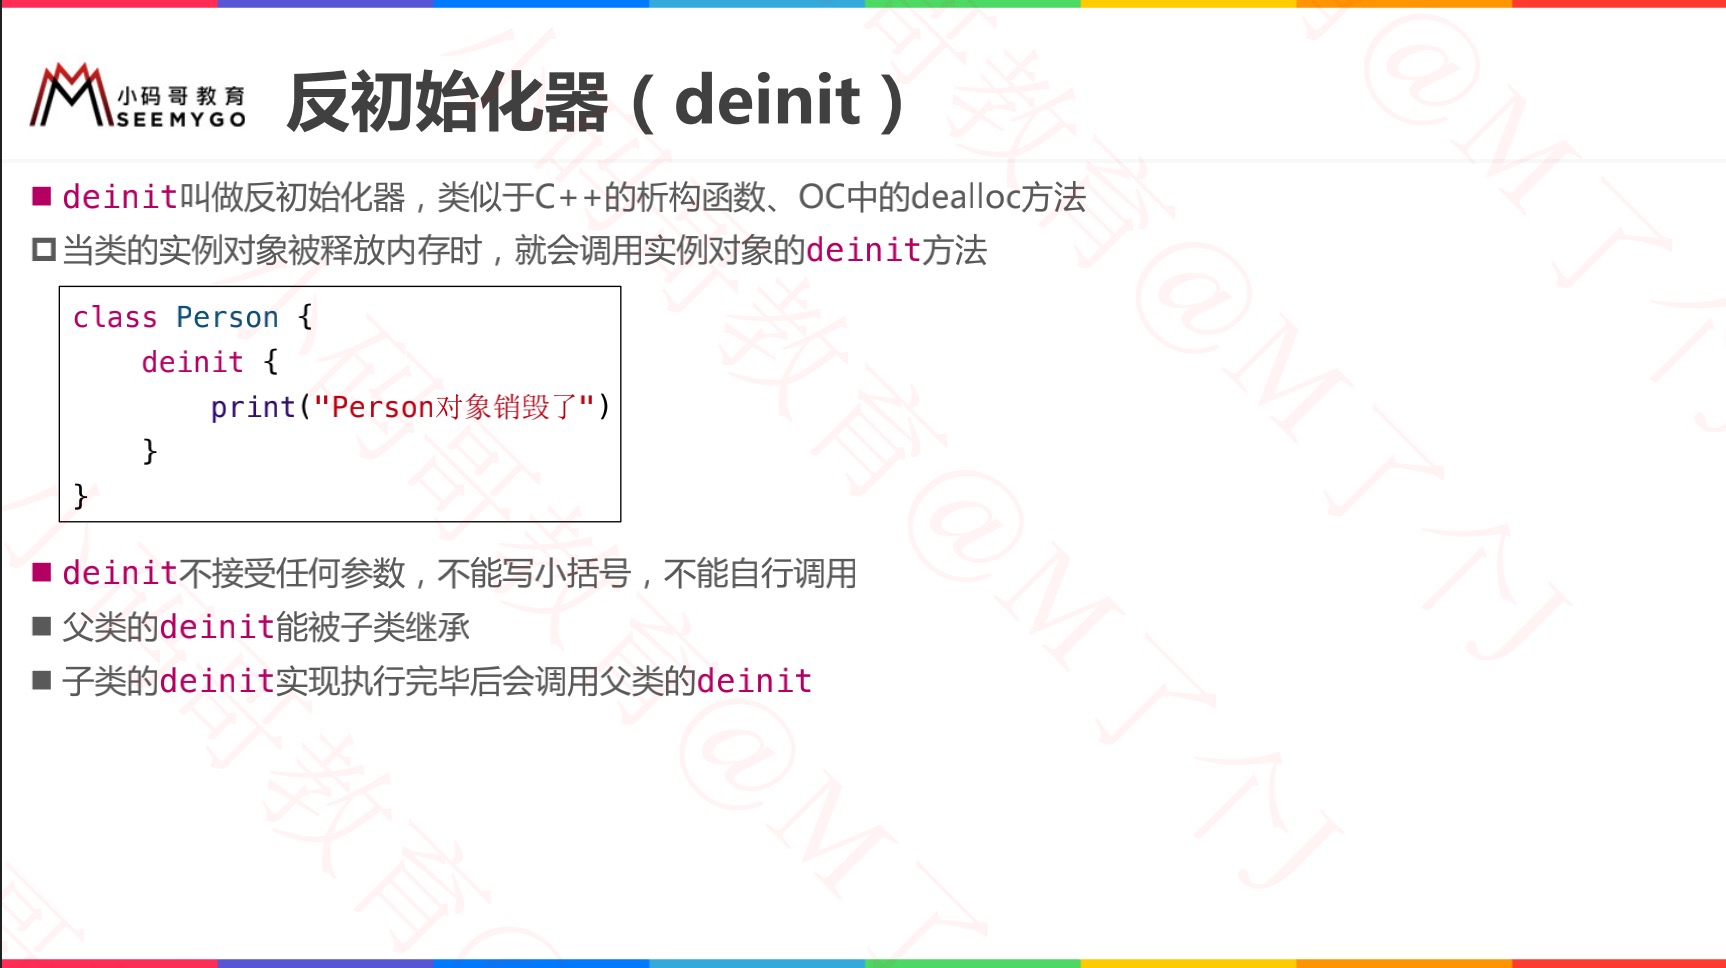 小码哥教育
SEEMYGO
反初始化器（deinit）
deinit叫做反初始化器，类似于C++的析构函数、OC中的dealloc方法
当类的实例对象被释放内存时，就会调用实例对象的deinit方法
class Person {
    deinit {
        print("Person对象销毁了")
    }
}
deinit不接受任何参数，不能写小括号，不能自行调用
父类的deinit能被子类继承
子类的deinit实现执行完毕后会调用父类的deinit
小码哥教育@M了个J